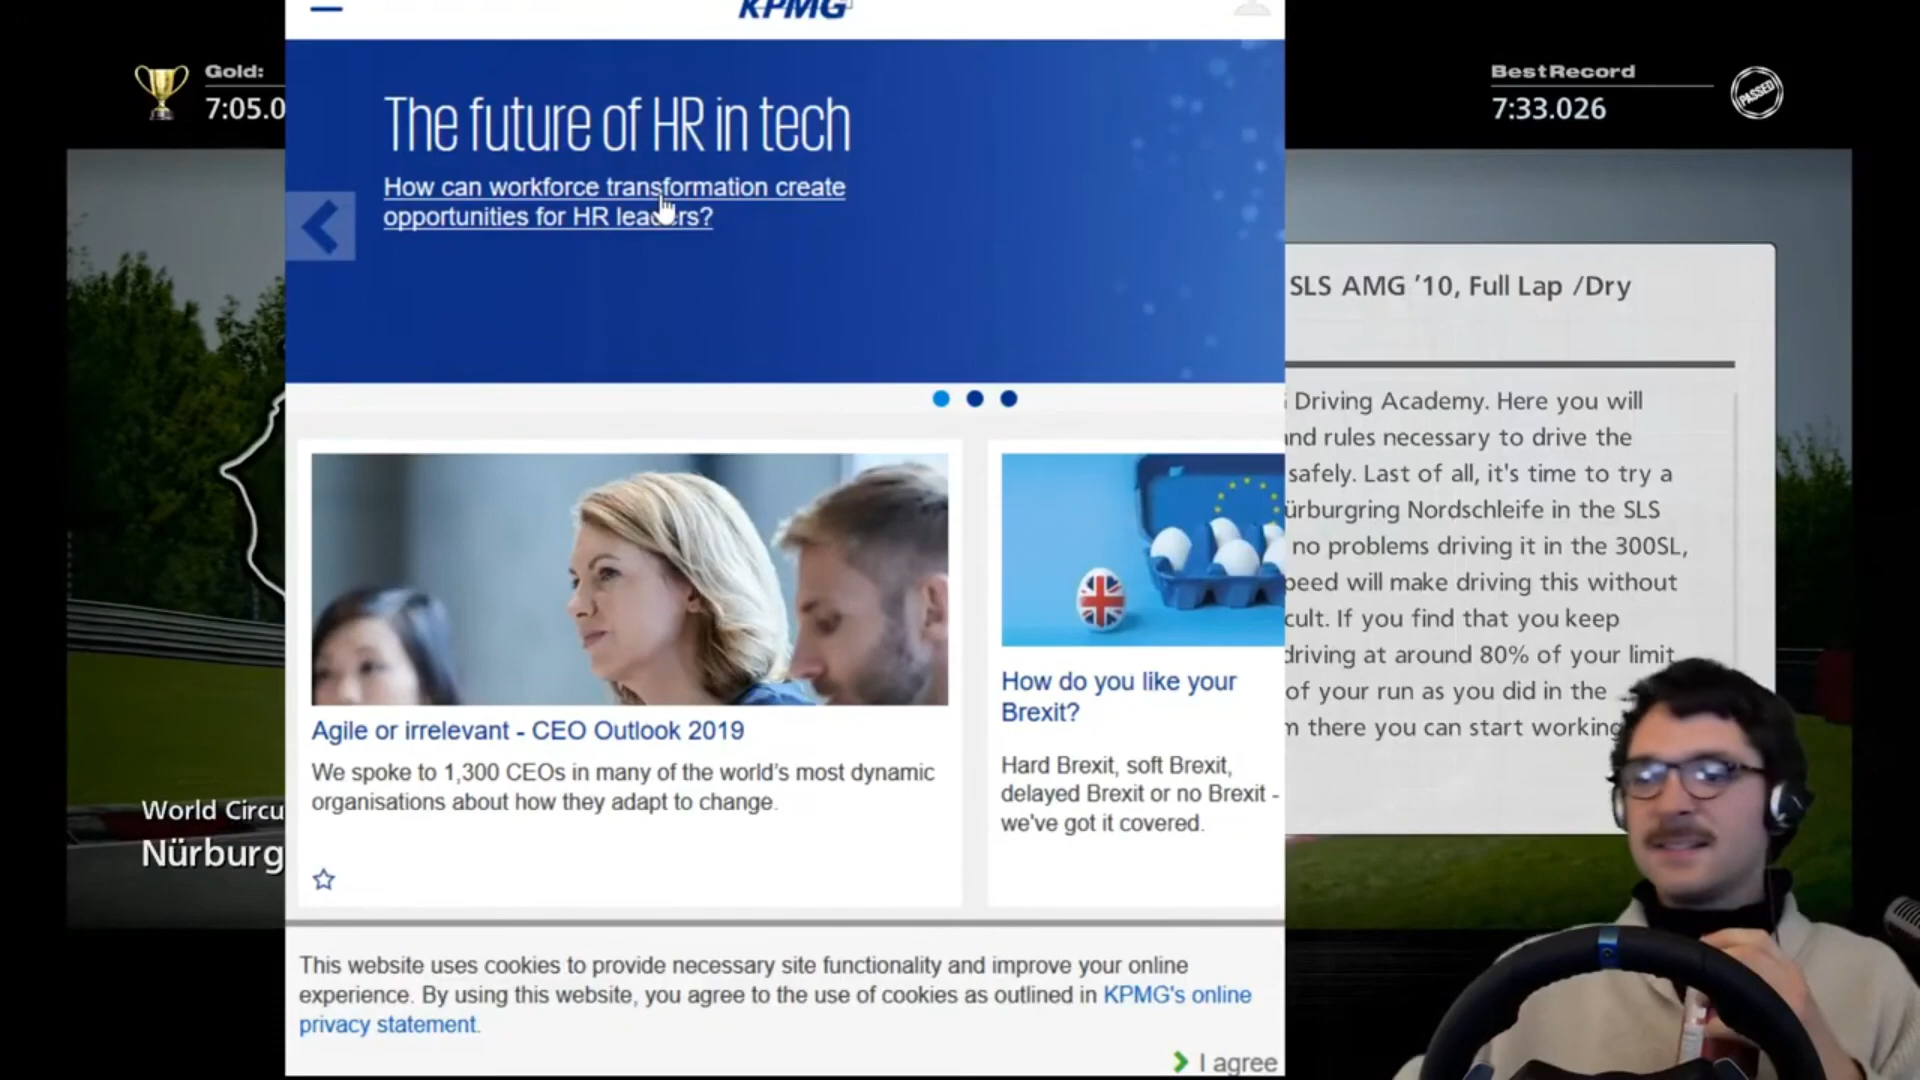 KPMG
Gold:
7:05.0
BestRecord
7:33.026
PASSED
The future of HR in tech
How can workforce transformation create
opportunities for HR leaders?
SLS AMG '10, Full Lap /Dry
Driving Academy. Here you will
and rules necessary to drive the
safely. Last of all, it's time to try a
ürburgring Nordschleife in the SLS
no problems driving it in the 300SL,
peed will make driving this without
cult. If you find that you keep
driving at around 80% of your limit
of your run as you did in the
m there you can start working
Agile or irrelevant - CEO Outlook 2019
We spoke to 1,300 CEOs in many of the world's most dynamic
organisations about how they adapt to change.
How do you like your
Brexit?
Hard Brexit, soft Brexit,
delayed Brexit or no Brexit -
we've got it covered.
World Circu
Nürburg
This website uses cookies to provide necessary site functionality and improve your online
experience. By using this website, you agree to the use of cookies as outlined in KPMG's online
privacy statement.
I agree